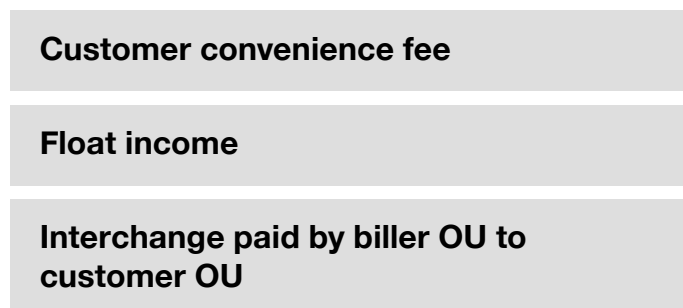 Customer convenience fee
Float income
Interchange paid by biller OU to
customer OU